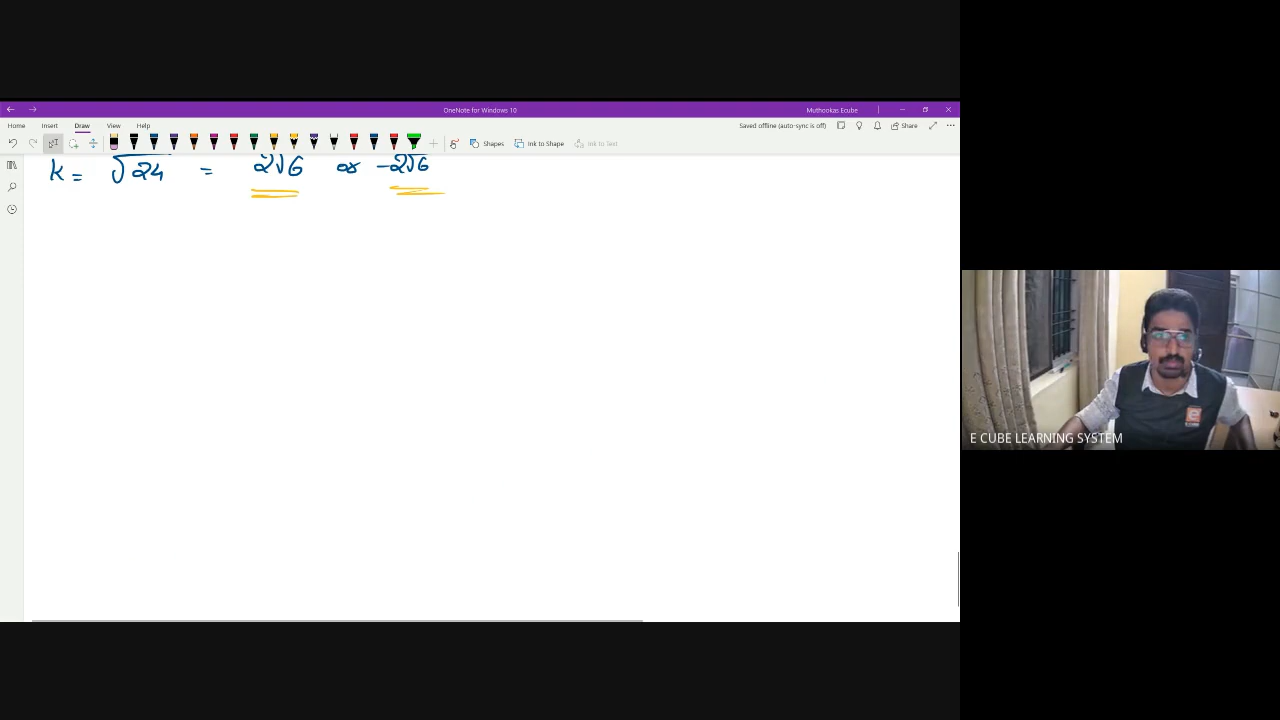 OneNote for Windows 10
Muthookas Ecube
Home Insert Draw View Help
Saved offline (auto-sync is off) Share
Shapes Ink to Shape Ink to Text
k = √24 = 2√6 or -2√6
E CUBE LEARNING SYSTEM